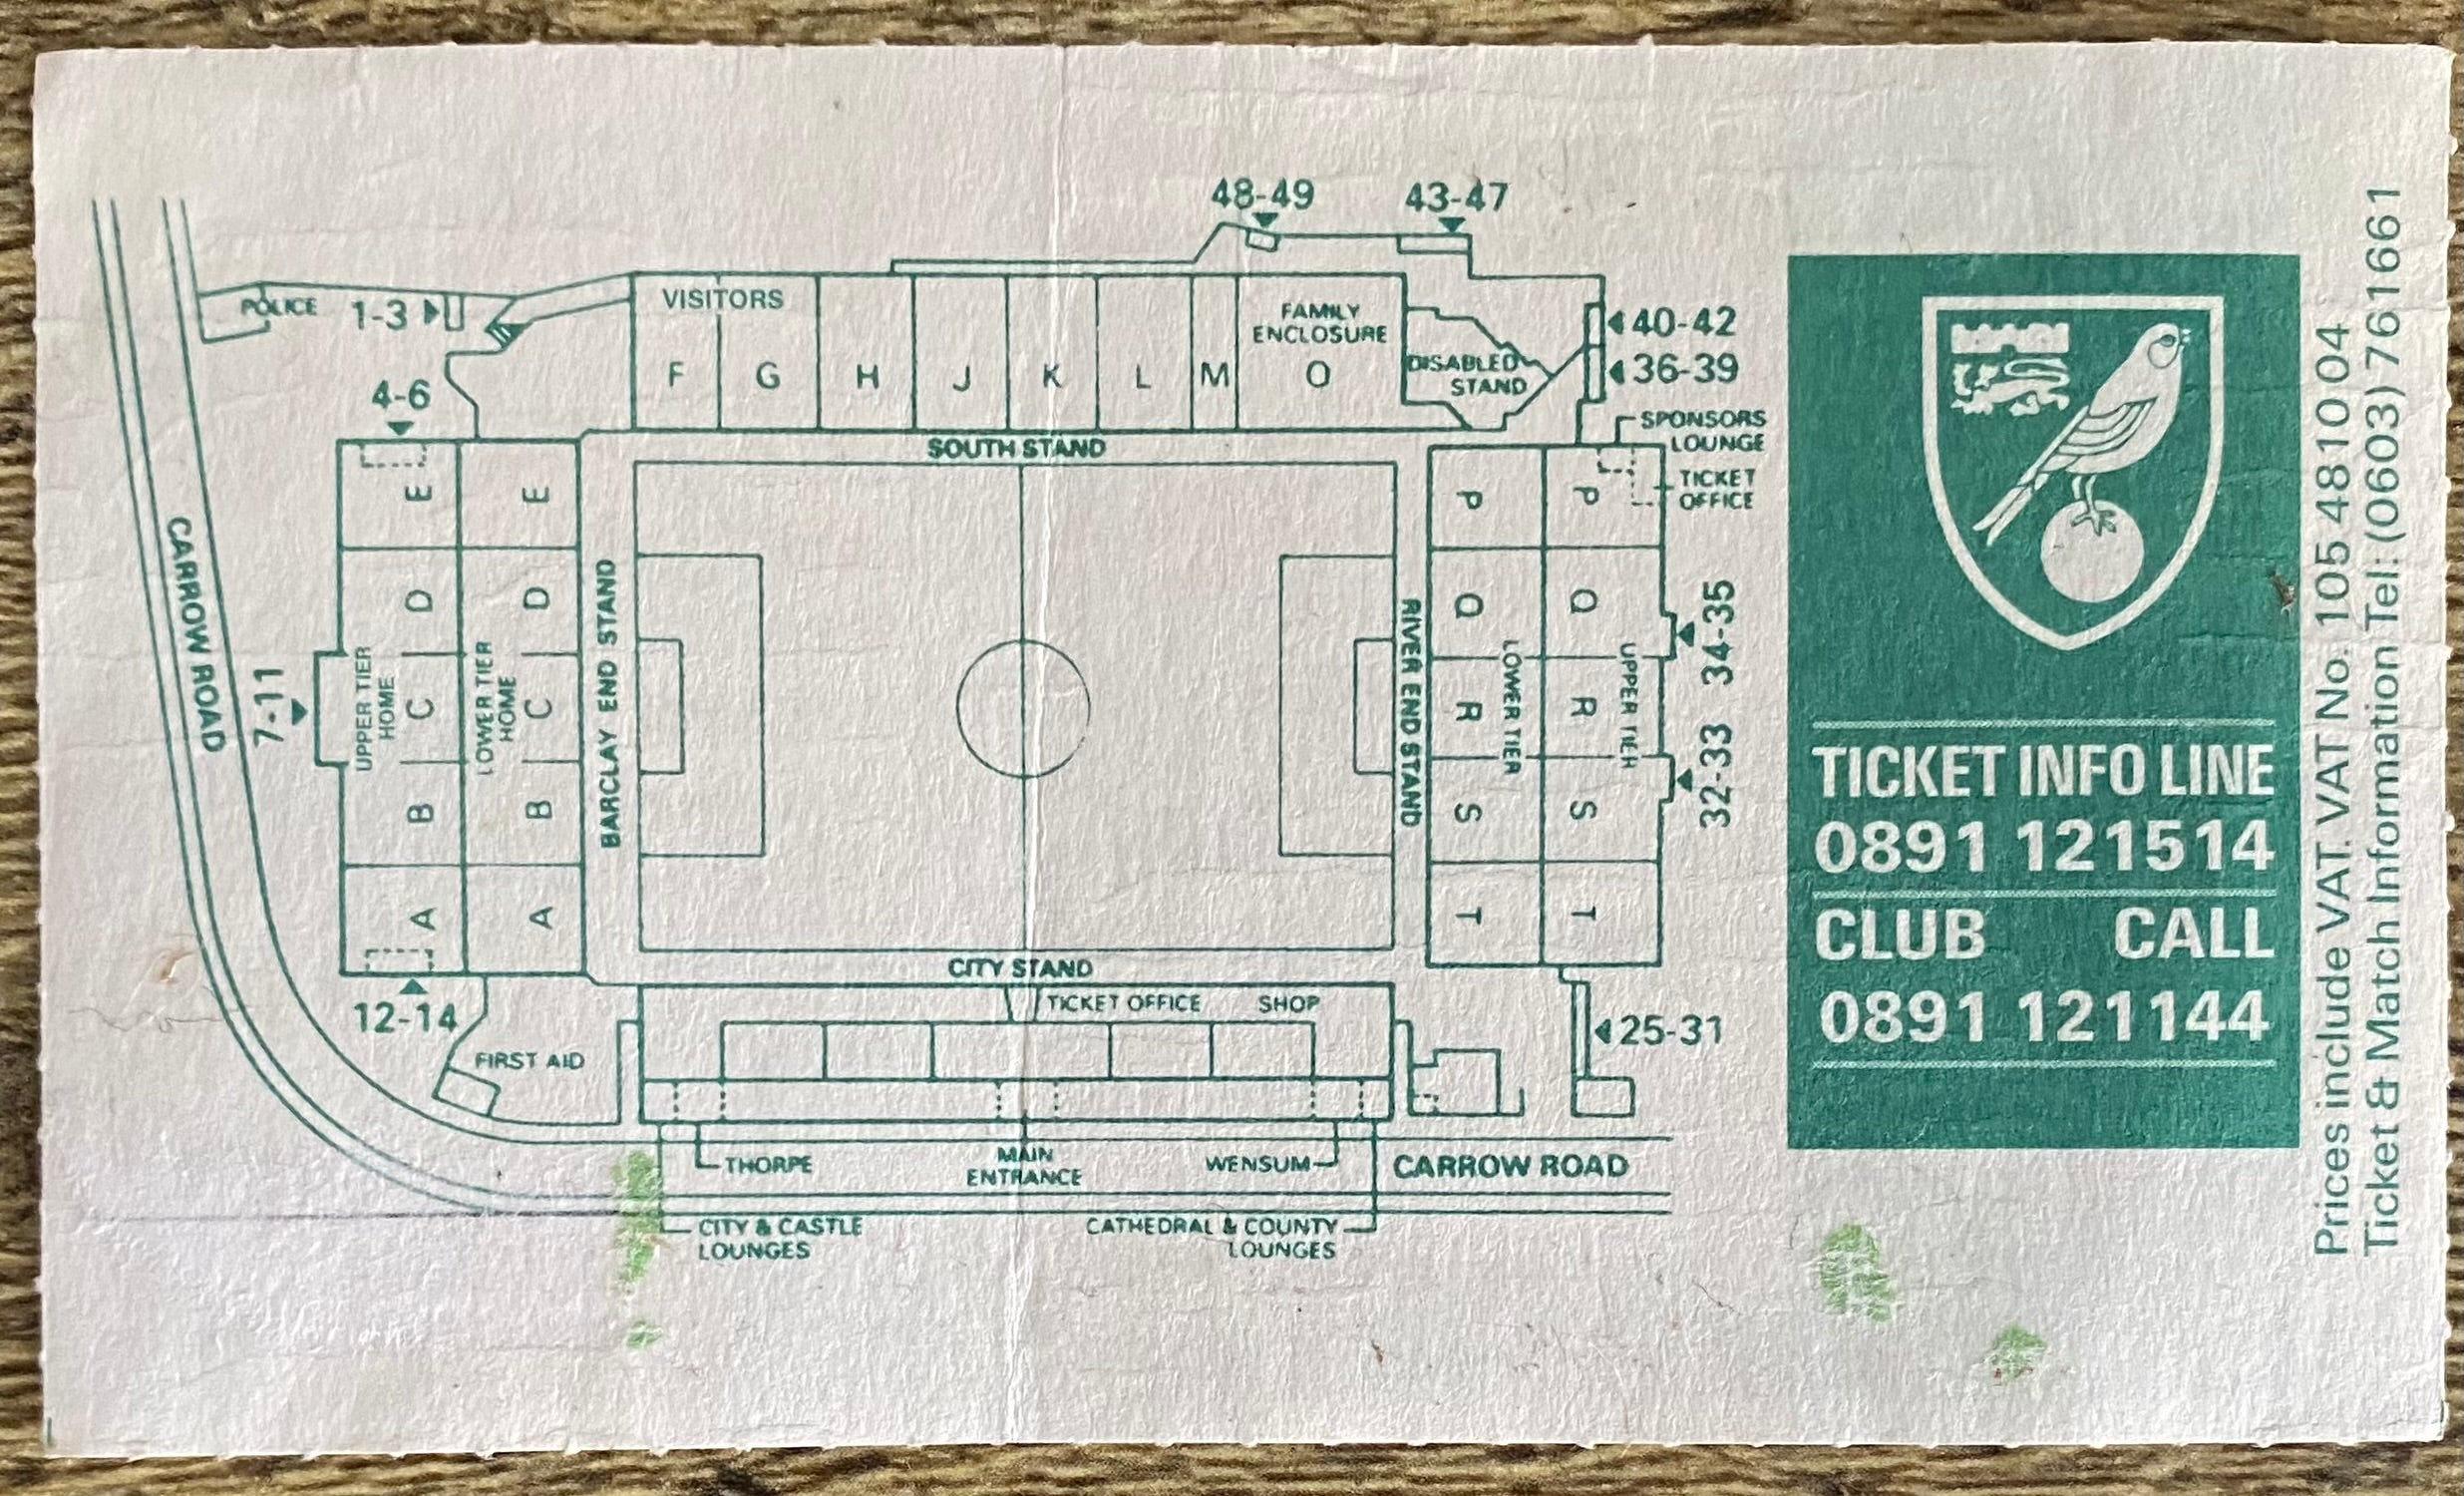 48-49
43-47
POLICE
1-3
VISITORS
FAMILY
ENCLOSURE
40-42
F
G
H
J
K
L
M
O
DISABLED
STAND
36-39
4-6
SPONSORS
LOUNGE
SOUTH STAND
TICKET
OFFICE
CARROW ROAD
7-11
UPPER TIER
HOME
E
D
C
B
A
LOWER TIER
HOME
E
D
C
B
A
BARCLAY END STAND
RIVER END STAND
P
Q
R
S
T
LOWER TIER
P
Q
R
S
T
UPPER TIER
34-35
32-33
CITY STAND
12-14
TICKET OFFICE
SHOP
25-31
FIRST AID
THORPE
MAIN
ENTRANCE
WENSUM
CARROW ROAD
CITY & CASTLE
LOUNGES
CATHEDRAL & COUNTY
LOUNGES
TICKET INFO LINE
0891 121514
CLUB CALL
0891 121144
Prices include VAT. VAT No. 105 4810 04
Ticket & Match Information Tel: (0603) 761661